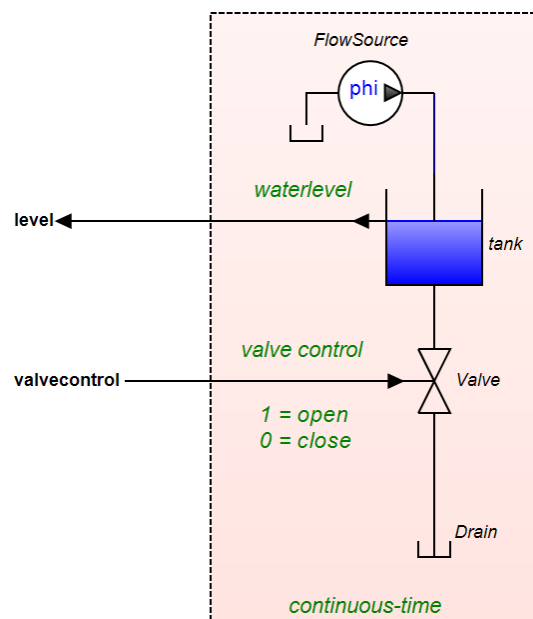 FlowSource
phi
waterlevel
level
tank
valve control
valvecontrol
Valve
1 = open
0 = close
Drain
continuous-time